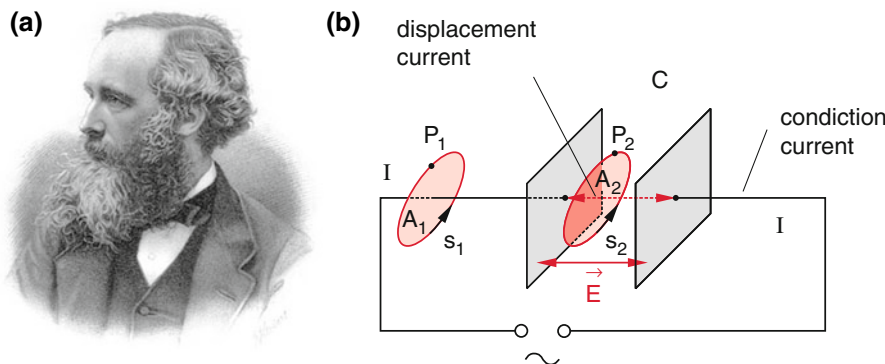 (a)
(b)
displacement
current
C
condiction
current
P1
P2
I
A1
A2
s1
s2
I
E